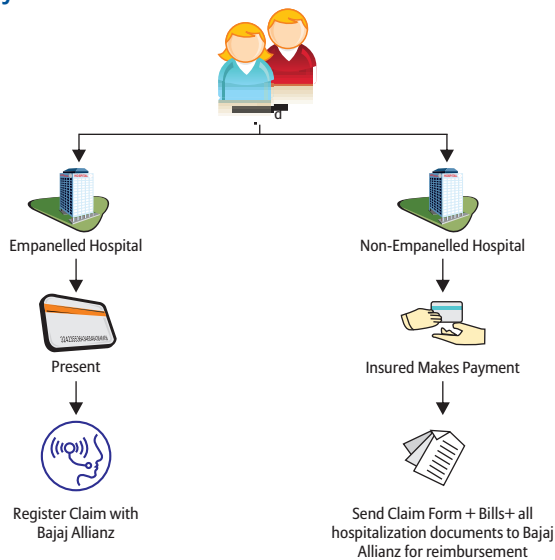 Empanelled Hospital
Non-Empanelled Hospital
Present
Insured Makes Payment
Register Claim with
Bajaj Allianz
Send Claim Form + Bills+ all
hospitalization documents to Bajaj
Allianz for reimbursement